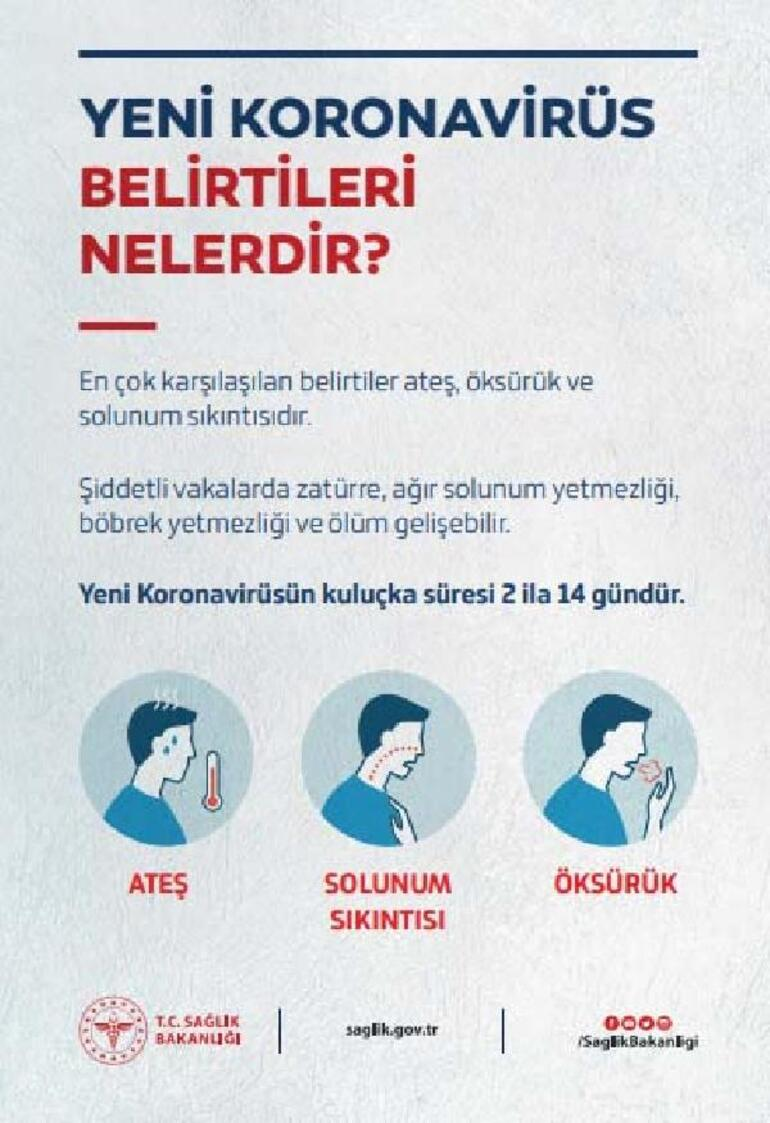 YENİ KORONAVİRÜS
BELİRTİLERİ
NELERDİR?
En çok karşılaşılan belirtiler ateş, öksürük ve
solunum sıkıntısıdır.
Şiddetli vakalarda zatürre, ağır solunum yetmezliği,
böbrek yetmezliği ve ölüm gelişebilir.
Yeni Koronavirüsün kuluçka süresi 2 ila 14 gündür.
ATEŞ
SOLUNUM
SIKINTISI
ÖKSÜRÜK
T.C. SAĞLIK
BAKANLIĞI
saglik.gov.tr
/SaglikBakanligi